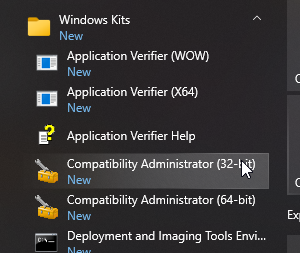 Windows Kits
New
Application Verifier (WOW)
New
Application Verifier (X64)
New
Application Verifier Help
Compatibility Administrator (32-bit)
New
Compatibility Administrator (64-bit)
New
Deployment and Imaging Tools Envi...
New